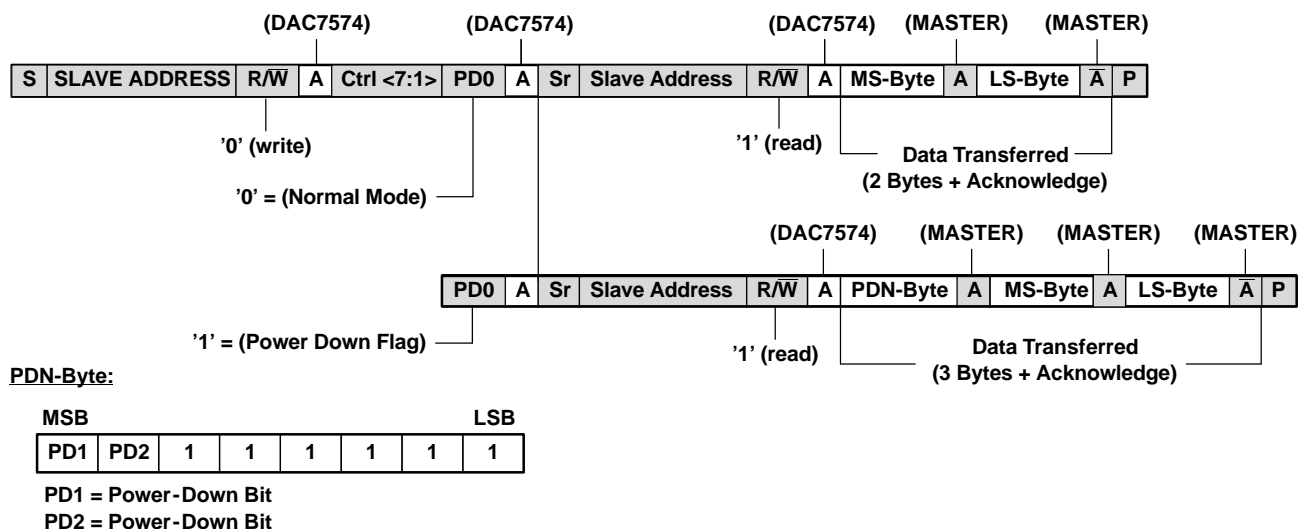 (DAC7574) (DAC7574) (DAC7574) (MASTER) (MASTER)
S SLAVE ADDRESS R/W̅ A Ctrl <7:1> PD0 A Sr Slave Address R/W̅ A MS-Byte A LS-Byte A̅ P
'0' (write) '1' (read) Data Transferred
(2 Bytes + Acknowledge)
'0' = (Normal Mode)
(DAC7574) (MASTER) (MASTER) (MASTER)
PD0 A Sr Slave Address R/W̅ A PDN-Byte A MS-Byte A LS-Byte A̅ P
'1' = (Power Down Flag) '1' (read) Data Transferred
(3 Bytes + Acknowledge)
PDN-Byte:
MSB LSB
PD1 PD2 1 1 1 1 1 1
PD1 = Power-Down Bit
PD2 = Power-Down Bit